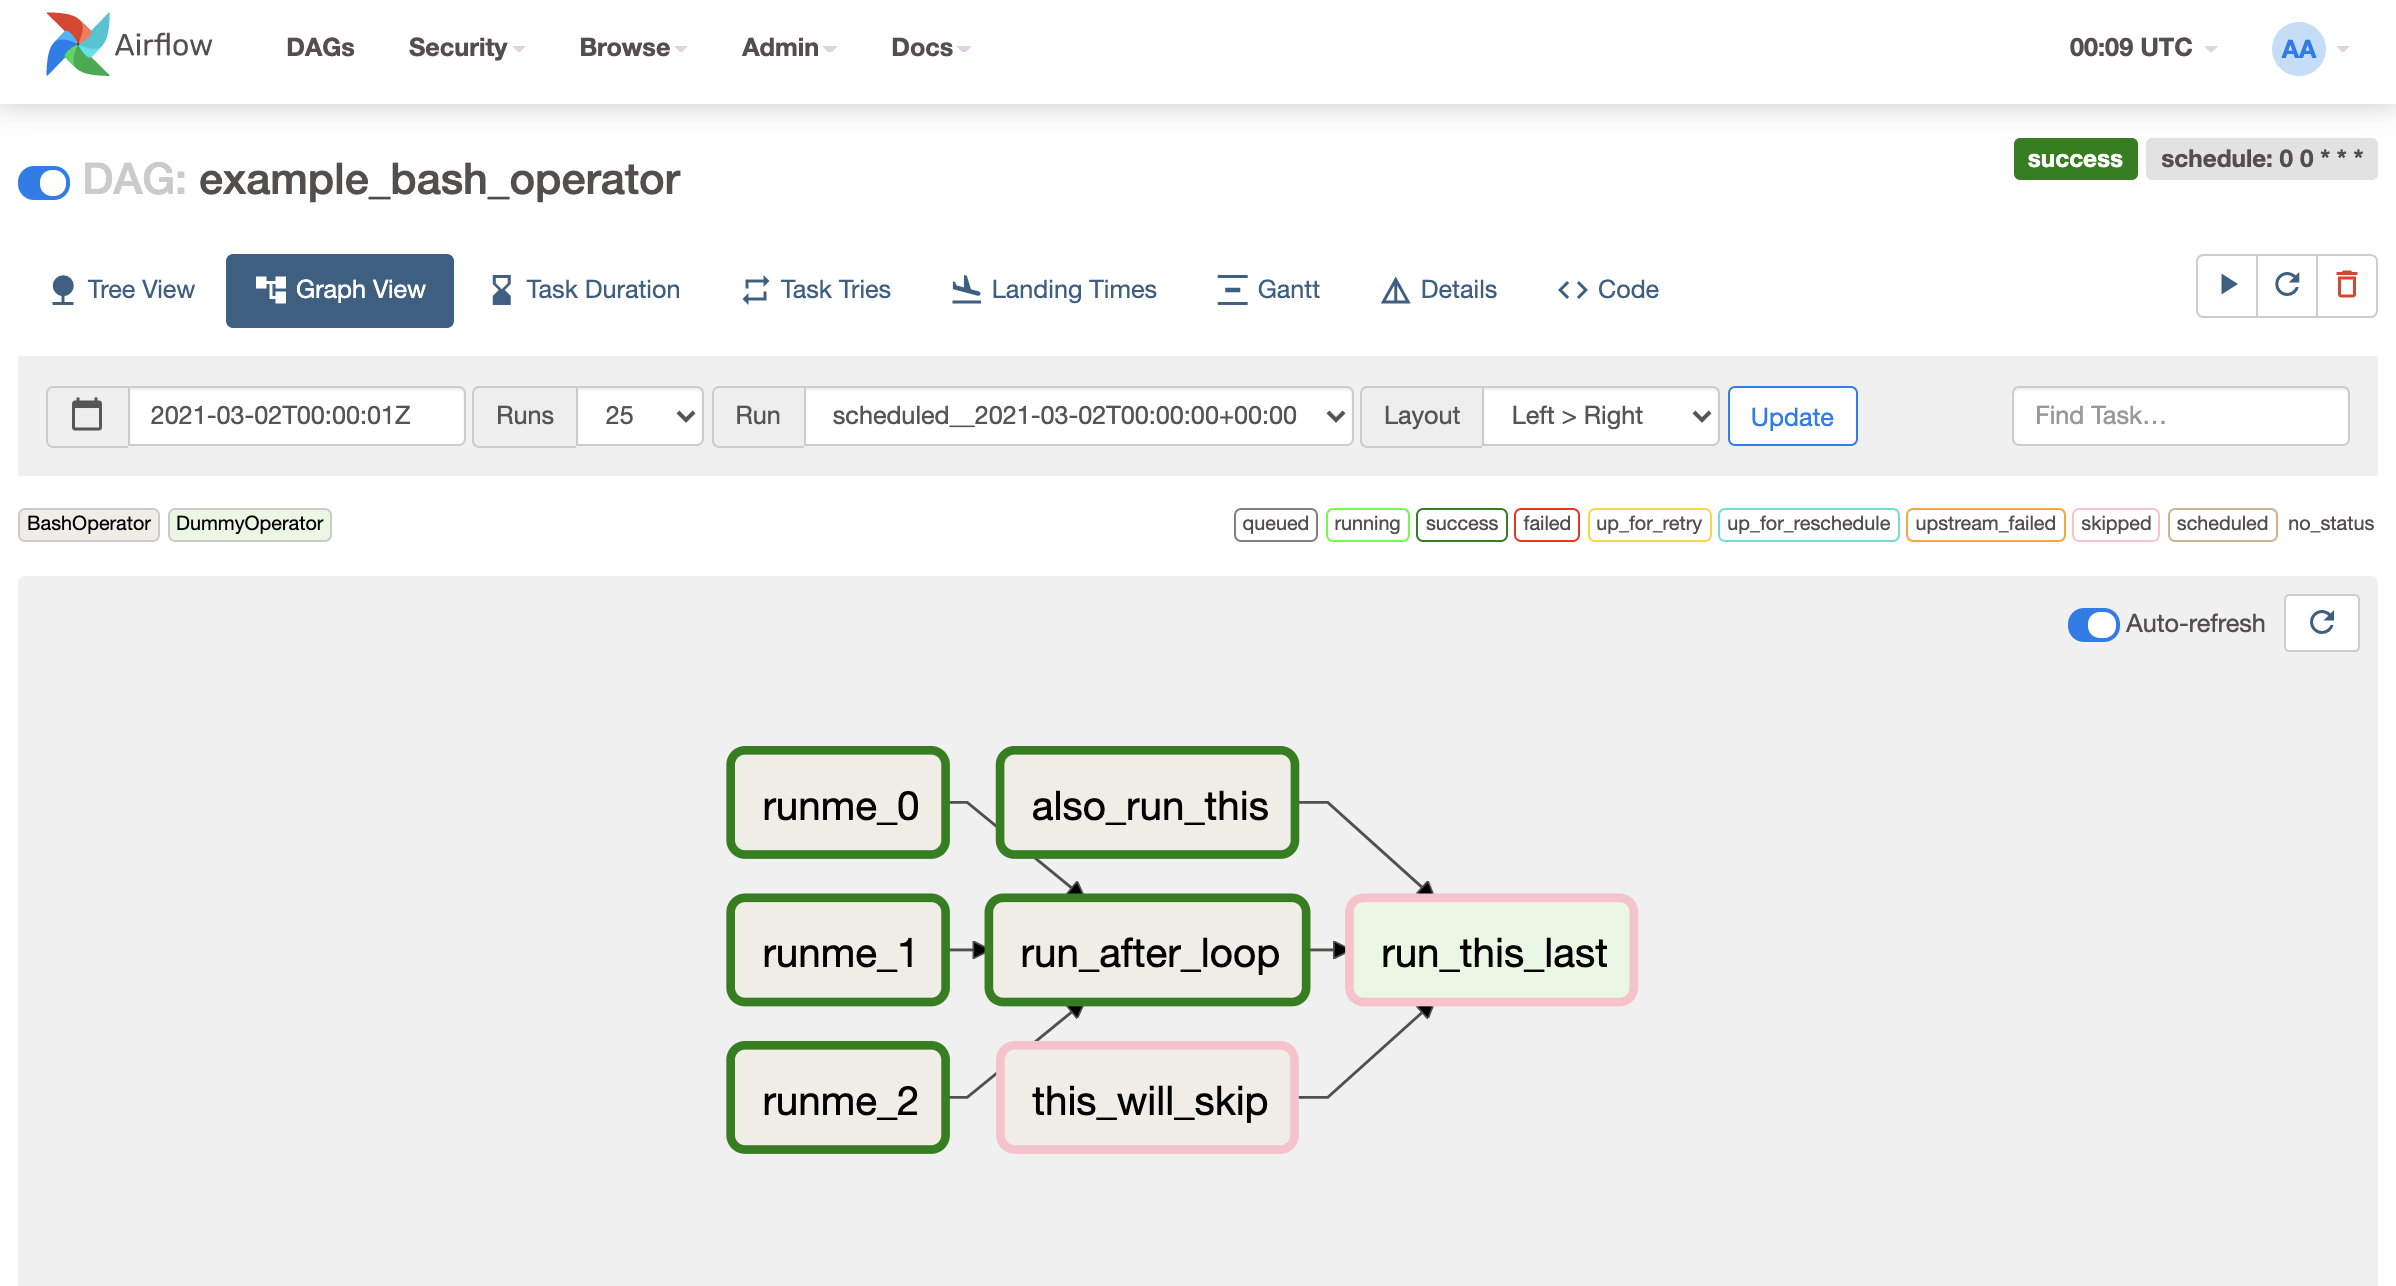 Airflow DAGs Security Browse Admin Docs 00:09 UTC AA
success schedule: 0 0 * * *
DAG: example_bash_operator
Tree View Graph View Task Duration Task Tries Landing Times Gantt Details Code
2021-03-02T00:00:01Z Runs 25 Run scheduled__2021-03-02T00:00:00+00:00 Layout Left > Right Update Find Task...
BashOperator DummyOperator queued running success failed up_for_retry up_for_reschedule upstream_failed skipped scheduled no_status
Auto-refresh
runme_0 also_run_this
runme_1 run_after_loop run_this_last
runme_2 this_will_skip